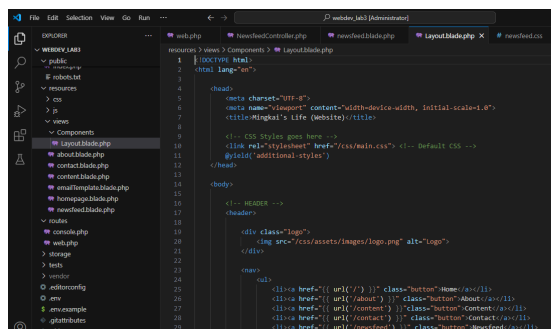 File Edit Selection View Go Run ...
webdev_lab3 [Administrator]
EXPLORER
WEBDEV_LAB3
public
robots.txt
resources
css
js
views
Components
Layout.blade.php
about.blade.php
contact.blade.php
content.blade.php
emailTemplate.blade.php
homepage.blade.php
newsfeed.blade.php
routes
console.php
web.php
storage
tests
vendor
.editorconfig
.env
.env.example
.gitattributes
web.php NewsfeedController.php newsfeed.blade.php Layout.blade.php # newsfeed.css
resources > views > Components > Layout.blade.php
1 <!DOCTYPE html>
2 <html lang="en">
3
4 <head>
5 <meta charset="UTF-8">
6 <meta name="viewport" content="width=device-width, initial-scale=1.0">
7 <title>Mingkai's Life (Website)</title>
8
9 <!-- CSS Styles goes here -->
10 <link rel="stylesheet" href="/css/main.css"> <!-- Default CSS -->
11 @yield('additional-styles')
12 </head>
13
14 <body>
15
16 <!-- HEADER -->
17 <header>
18
19 <div class="logo">
20 <img src="/css/assets/images/logo.png" alt="Logo">
21 </div>
22
23 <nav>
24 <ul>
25 <li><a href="{{ url('/') }}" class="button">Home</a></li>
26 <li><a href="{{ url('/about') }}" class="button">About</a></li>
27 <li><a href="{{ url('/content') }}"class="button">Content</a></li>
28 <li><a href="{{ url('/contact') }}" class="button">Contact</a></li>
29 <li><a href="{{ url('/newsfeed') }}" class="button">Newsfeed</a></li>